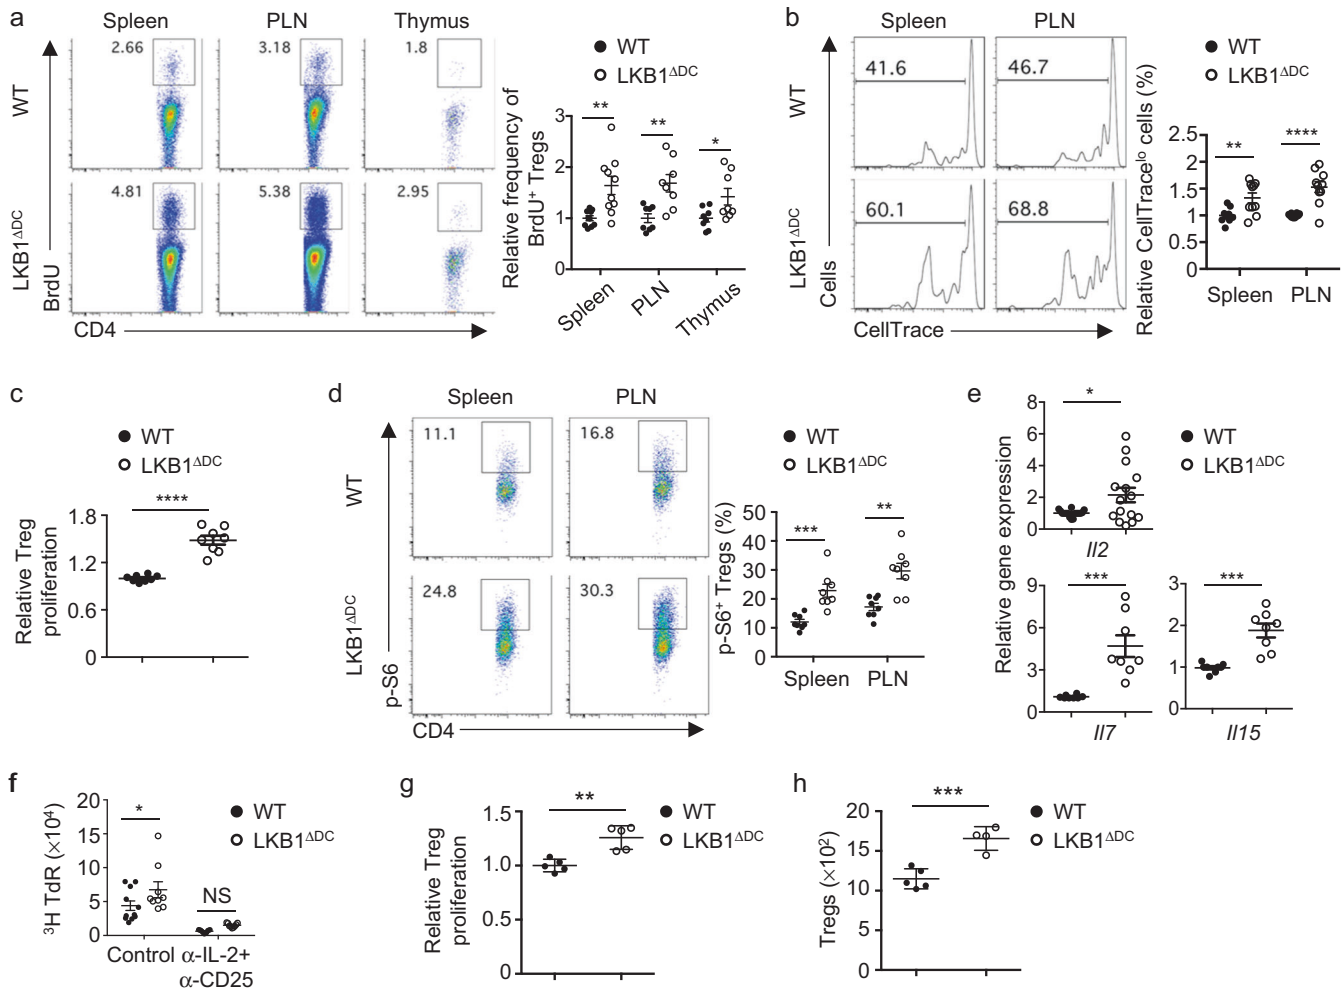 a
Spleen
PLN
Thymus
WT
2.66
3.18
1.8
LKB1ΔDC
4.81
5.38
2.95
BrdU
CD4
WT
LKB1ΔDC
Relative frequency of
BrdU+ Tregs
3
2
1
0
**
**
*
Spleen
PLN
Thymus
b
Spleen
PLN
WT
41.6
46.7
LKB1ΔDC
60.1
68.8
Cells
CellTrace
WT
LKB1ΔDC
Relative CellTracelo cells (%)
2.5
2
1.5
1
0.5
0
**
****
Spleen
PLN
c
WT
LKB1ΔDC
****
Relative Treg
proliferation
1.8
1.2
0.6
0
d
Spleen
PLN
WT
11.1
16.8
LKB1ΔDC
24.8
30.3
p-S6
CD4
WT
LKB1ΔDC
p-S6+ Tregs (%)
50
40
30
20
10
0
***
**
Spleen
PLN
e
Relative gene expression
8
6
4
2
0
*
Il2
WT
LKB1ΔDC
9
6
3
0
***
Il7
3
2
1
0
***
Il15
f
3H TdR (×104)
20
15
10
5
0
*
NS
WT
LKB1ΔDC
Control
α-IL-2+
α-CD25
g
Relative Treg
proliferation
1.5
1.0
0.5
0
**
WT
LKB1ΔDC
h
Tregs (×102)
20
15
10
5
0
***
WT
LKB1ΔDC